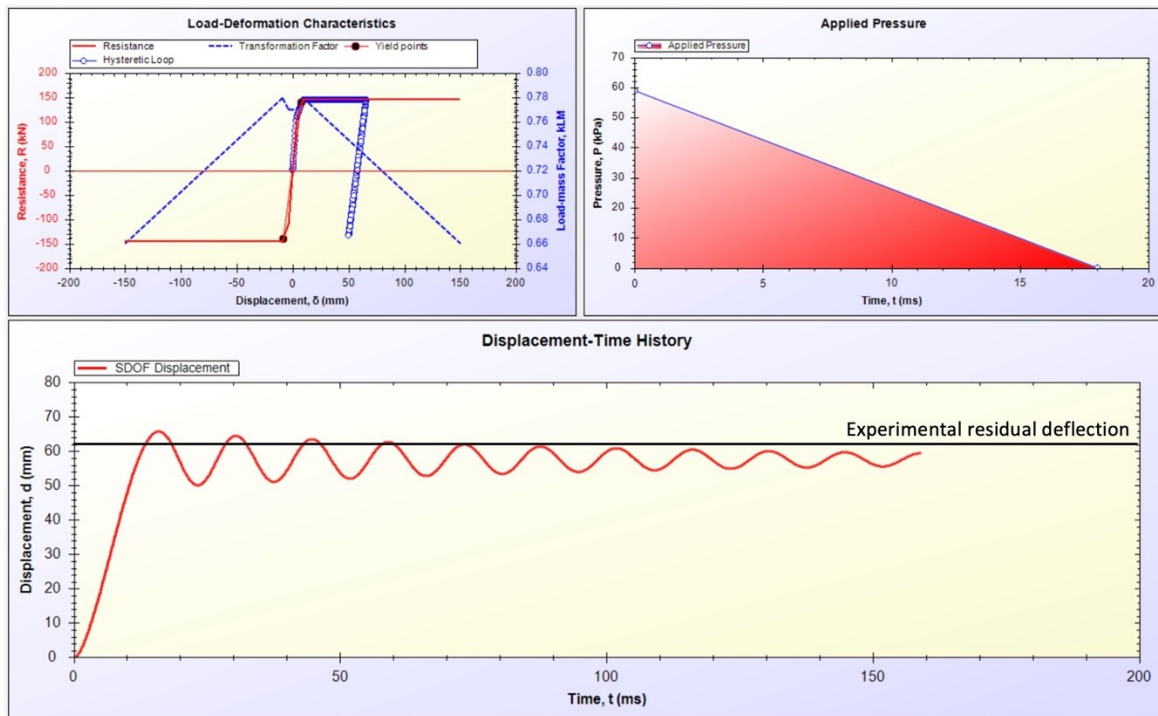 Load-Deformation Characteristics
Resistance
Transformation Factor
Yield points
Hysteretic Loop
200
150
100
50
0
-50
-100
-150
-200
Resistance, R (kN)
0.80
0.78
0.76
0.74
0.72
0.70
0.68
0.66
0.64
Load-mass Factor, kLM
-200 -150 -100 -50 0 50 100 150 200
Displacement, δ (mm)
Applied Pressure
Applied Pressure
70
60
50
40
30
20
10
0
Pressure, P (kPa)
0 5 10 15 20
Time, t (ms)
Displacement-Time History
SDOF Displacement
80
70
60
50
40
30
20
10
0
Displacement, d (mm)
Experimental residual deflection
0 50 100 150 200
Time, t (ms)